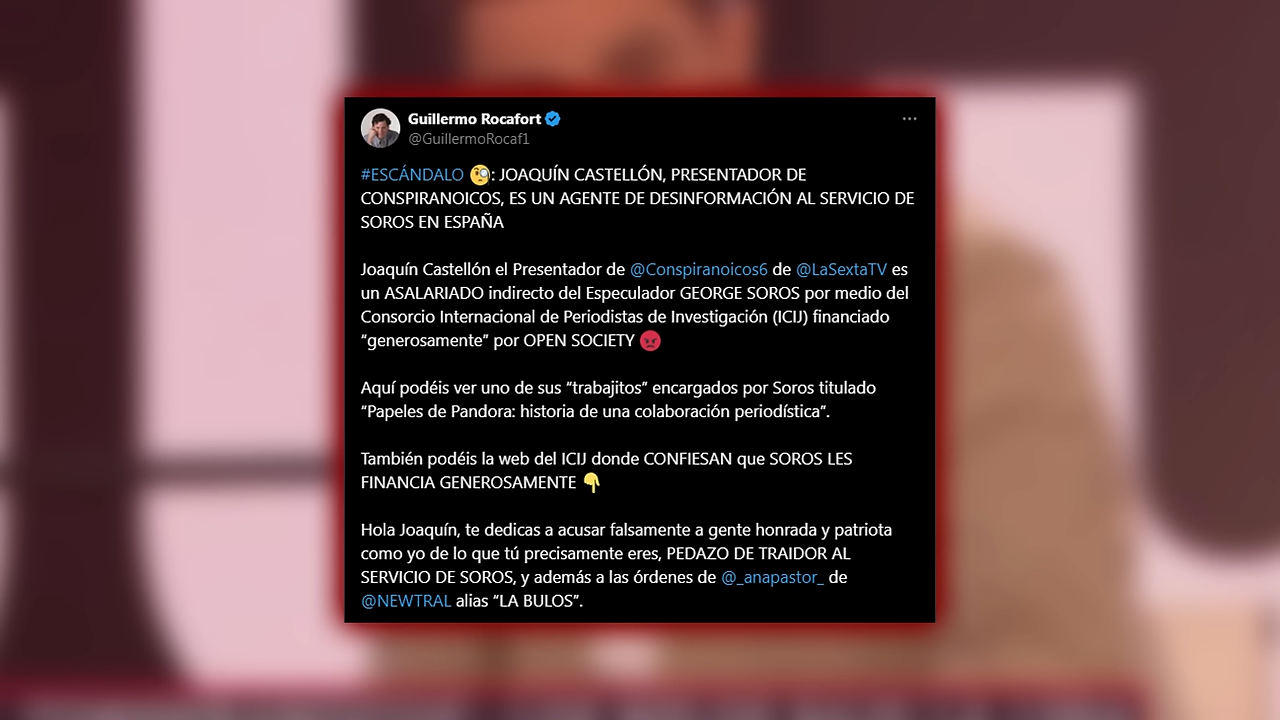 Guillermo Rocafort
@GuillermoRocaf1
#ESCÁNDALO 🧐: JOAQUÍN CASTELLÓN, PRESENTADOR DE
CONSPIRANOICOS, ES UN AGENTE DE DESINFORMACIÓN AL SERVICIO DE
SOROS EN ESPAÑA
Joaquín Castellón el Presentador de @Conspiranoicos6 de @LaSextaTV es
un ASALARIADO indirecto del Especulador GEORGE SOROS por medio del
Consorcio Internacional de Periodistas de Investigación (ICIJ) financiado
“generosamente” por OPEN SOCIETY 😡
Aquí podéis ver uno de sus “trabajitos” encargados por Soros titulado
“Papeles de Pandora: historia de una colaboración periodística”.
También podéis la web del ICIJ donde CONFIESAN que SOROS LES
FINANCIA GENEROSAMENTE 👇
Hola Joaquín, te dedicas a acusar falsamente a gente honrada y patriota
como yo de lo que tú precisamente eres, PEDAZO DE TRAIDOR AL
SERVICIO DE SOROS, y además a las órdenes de @_anapastor_ de
@NEWTRAL alias “LA BULOS”.